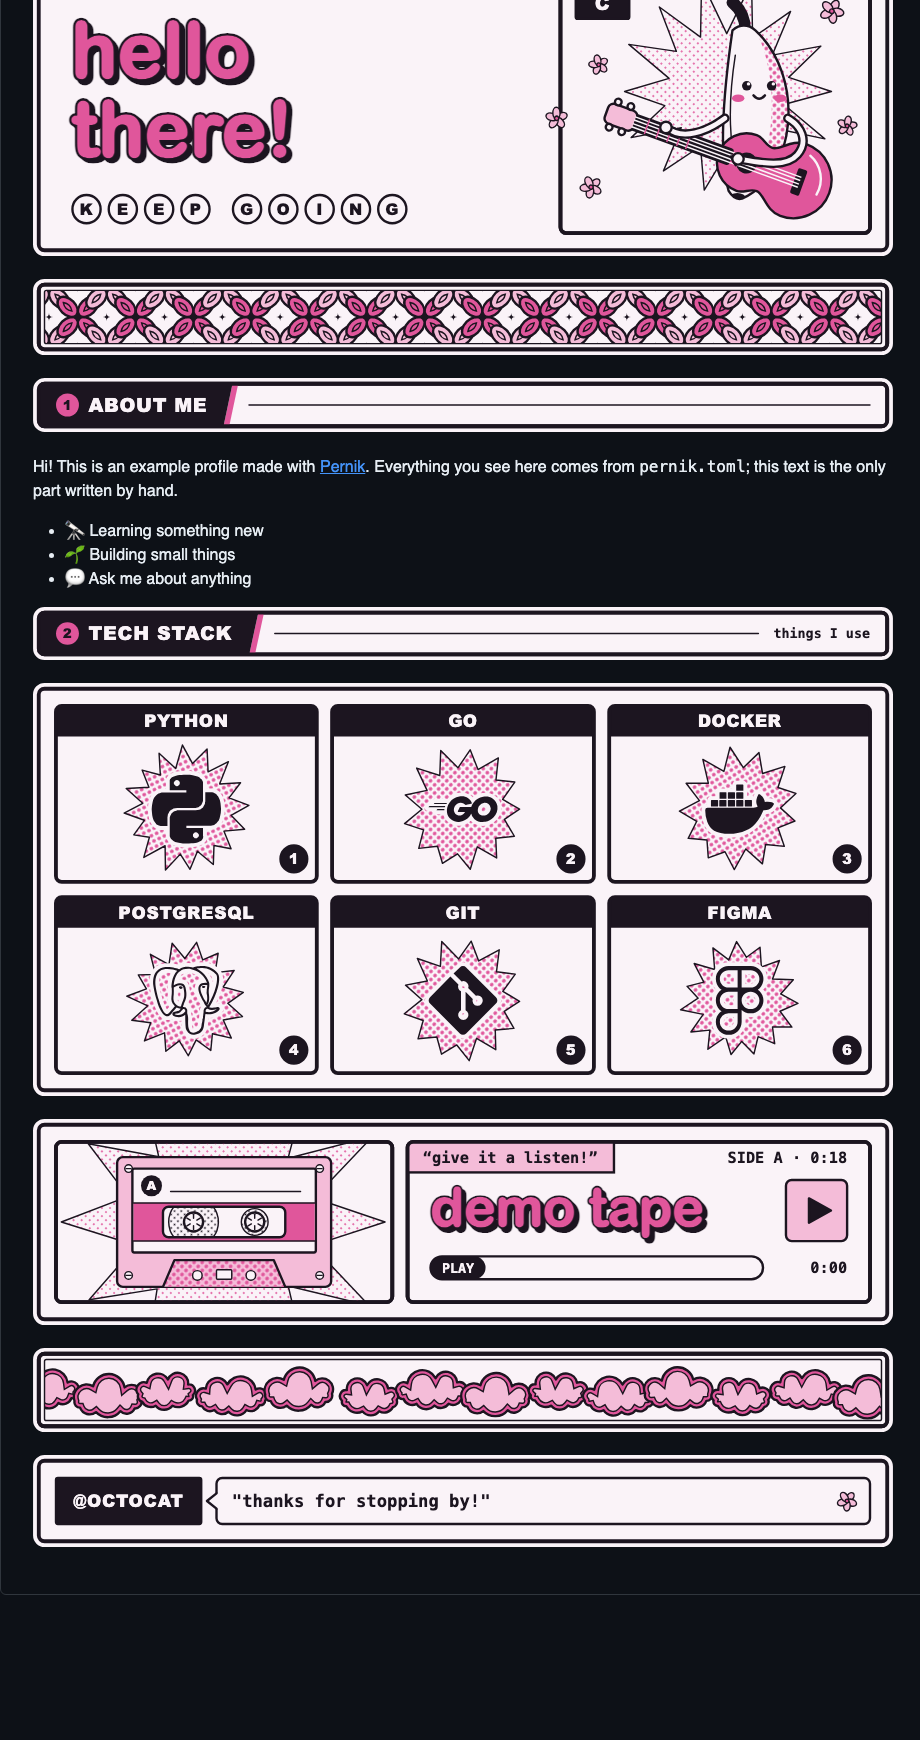 C
hello
there!
KEEP GOING
1 ABOUT ME
Hi! This is an example profile made with Pernik. Everything you see here comes from pernik.toml; this text is the only
part written by hand.
🔭 Learning something new
🌱 Building small things
💬 Ask me about anything
2 TECH STACK things I use
PYTHON
1
GO
GO
2
DOCKER
3
POSTGRESQL
4
GIT
5
FIGMA
6
A
“give it a listen!” SIDE A · 0:18
demo tape
PLAY 0:00
@OCTOCAT "thanks for stopping by!"